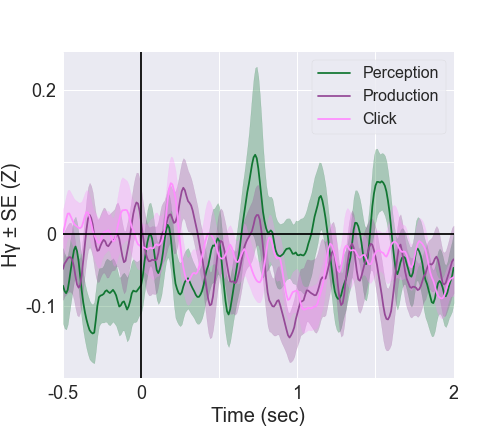 Perception
Production
Click
Hγ ± SE (Z)
0.2
0
-0.1
-0.5
0
1
2
Time (sec)